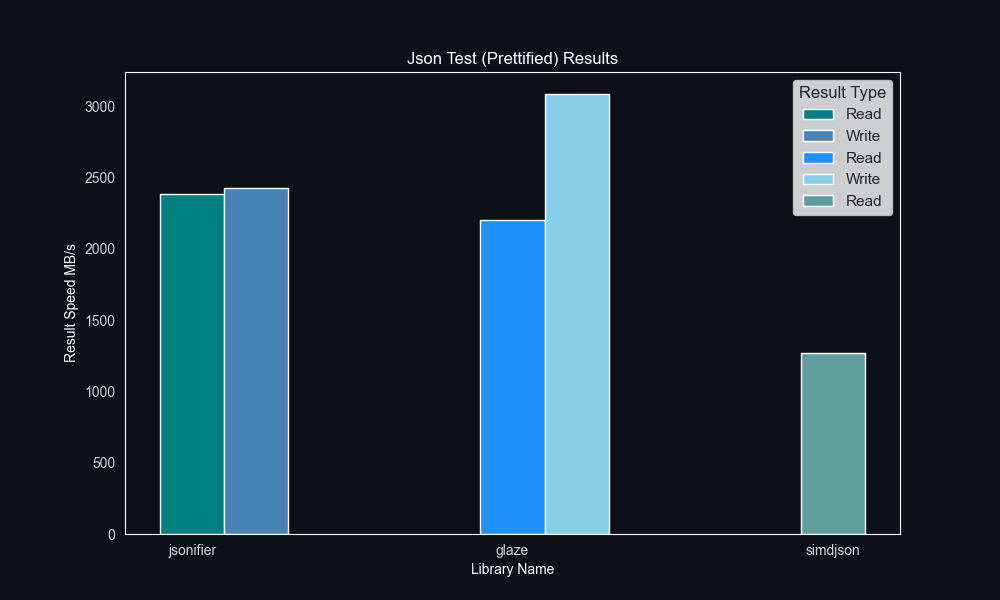 Json Test (Prettified) Results
Result Type
Read
Write
Read
Write
Read
Result Speed MB/s
3000
2500
2000
1500
1000
500
0
jsonifier
glaze
simdjson
Library Name